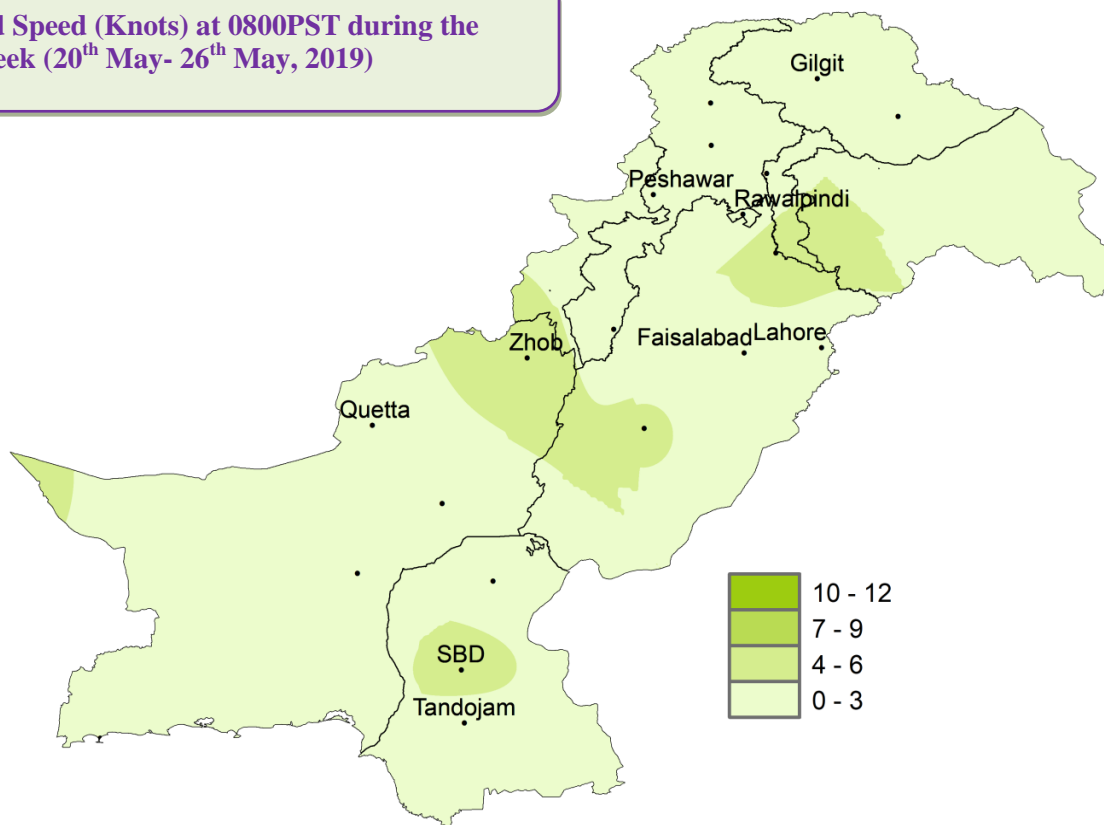 Speed (Knots) at 0800PST during the
(20th May- 26th May, 2019)
Gilgit
Peshawar
Rawalpindi
Zhob
Faisalabad
Lahore
Quetta
10 - 12
7 - 9
4 - 6
0 - 3
SBD
Tandojam